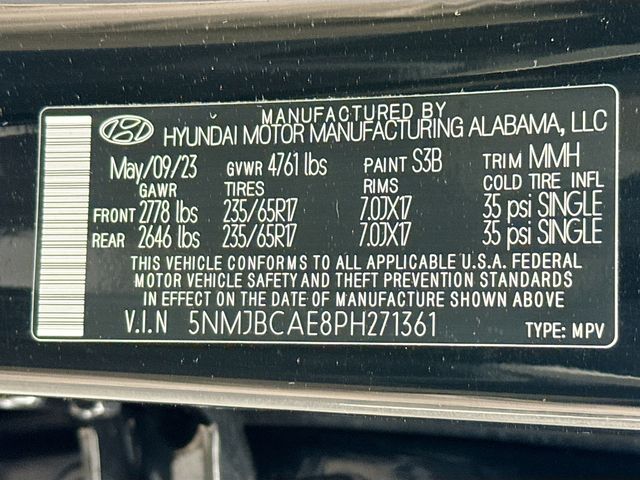 MANUFACTURED BY
HYUNDAI MOTOR MANUFACTURING ALABAMA, LLC
May/09/23 GVWR 4761 lbs PAINT S3B TRIM MMH
GAWR TIRES RIMS COLD TIRE INFL
FRONT 2778 lbs 235/65R17 7.0JX17 35 psi SINGLE
REAR 2646 lbs 235/65R17 7.0JX17 35 psi SINGLE
THIS VEHICLE CONFORMS TO ALL APPLICABLE U.S.A. FEDERAL
MOTOR VEHICLE SAFETY AND THEFT PREVENTION STANDARDS
IN EFFECT ON THE DATE OF MANUFACTURE SHOWN ABOVE
V.I.N 5NMJBCAE8PH271361 TYPE: MPV